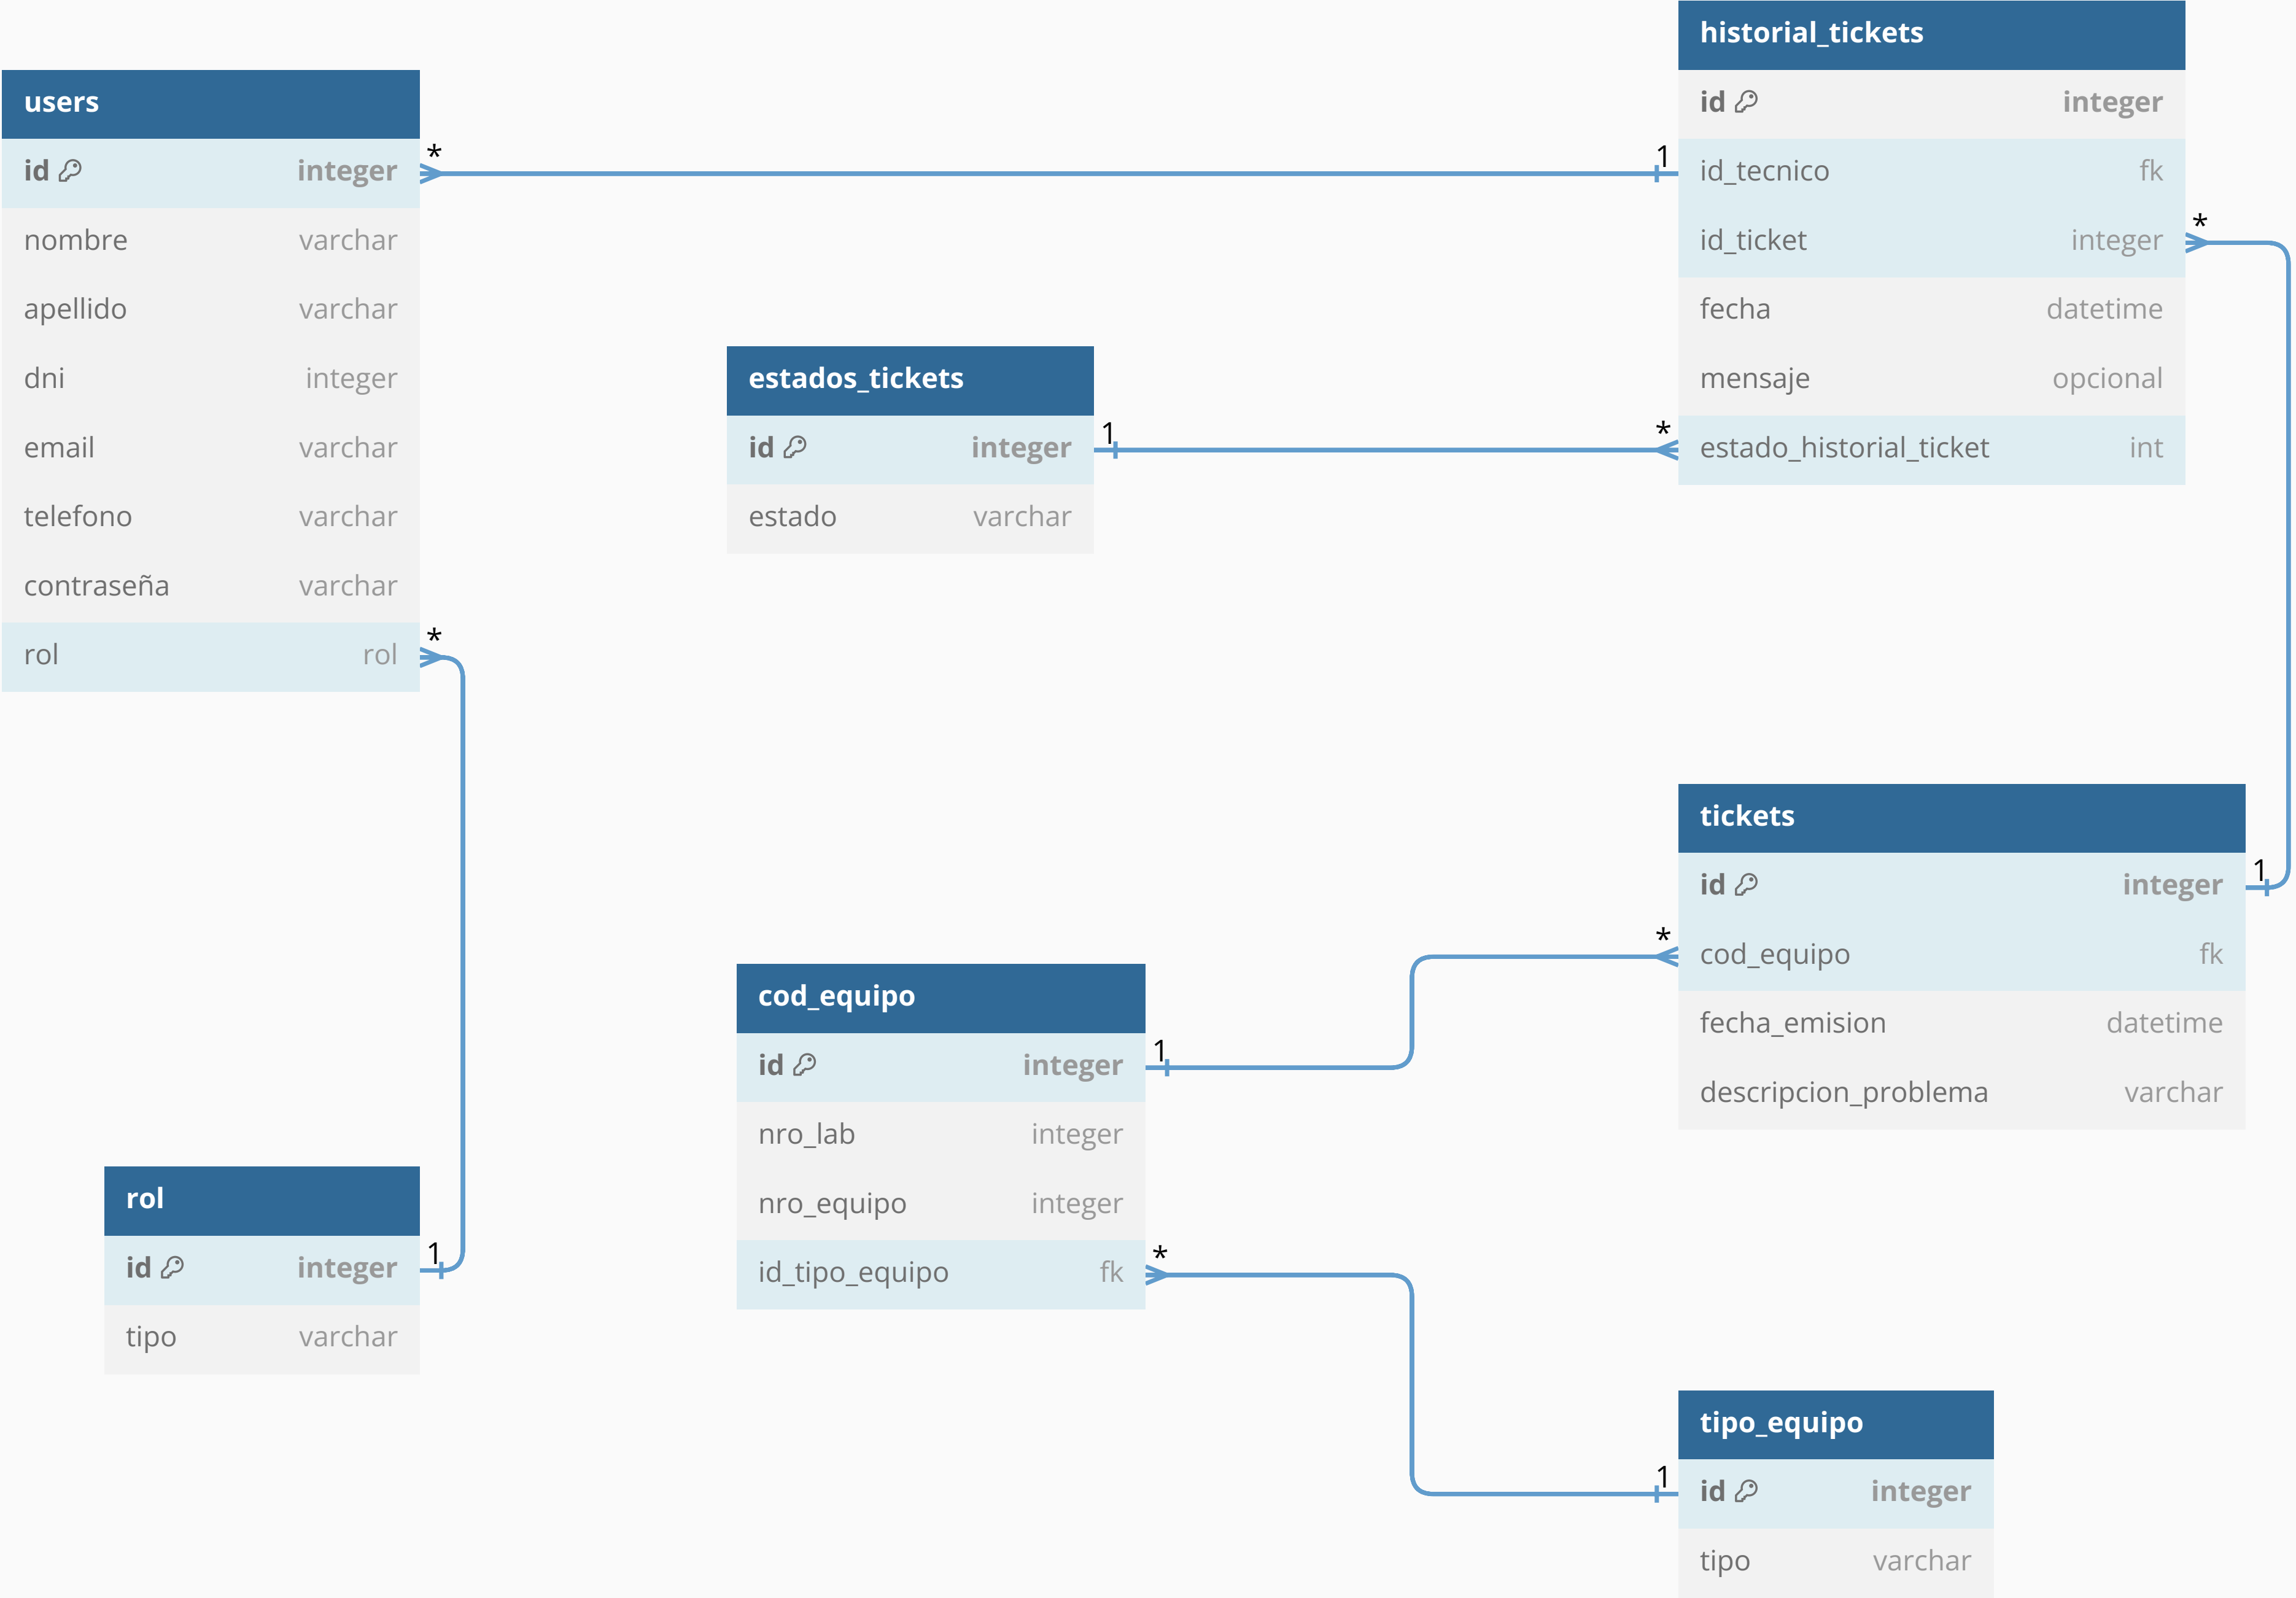 users
id integer
nombre varchar
apellido varchar
dni integer
email varchar
telefono varchar
contraseña varchar
rol rol
*
*
historial_tickets
id integer
id_tecnico fk
id_ticket integer
fecha datetime
mensaje opcional
estado_historial_ticket int
1
*
*
estados_tickets
id integer
estado varchar
1
tickets
id integer
cod_equipo fk
fecha_emision datetime
descripcion_problema varchar
1
*
cod_equipo
id integer
nro_lab integer
nro_equipo integer
id_tipo_equipo fk
1
*
rol
id integer
tipo varchar
1
tipo_equipo
id integer
tipo varchar
1